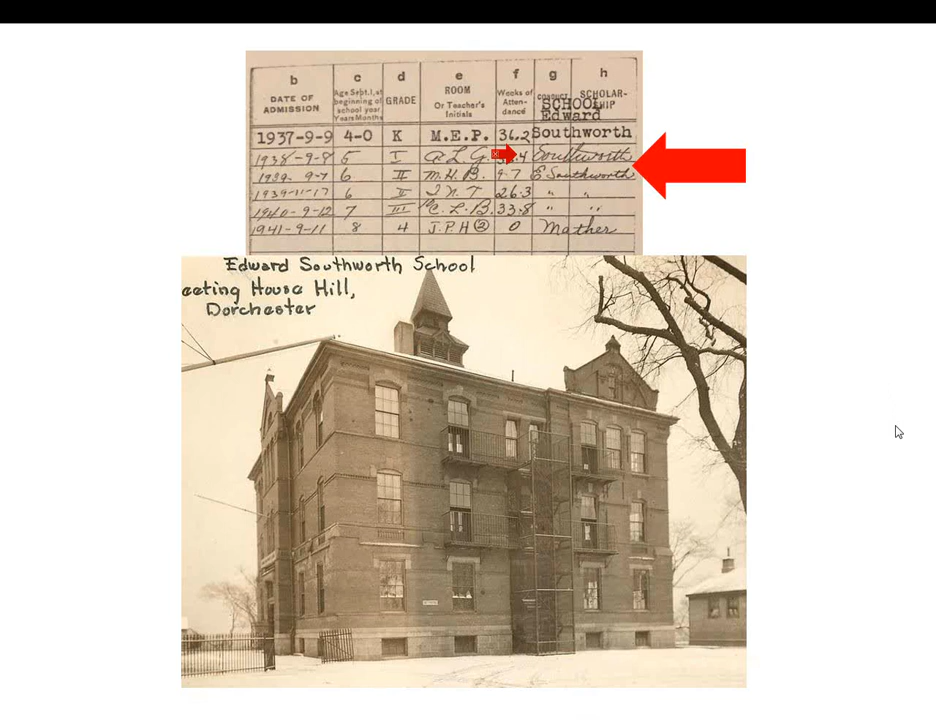 b c d e f g h
DATE OF ADMISSION Age Sept.1, at beginning of school year Years Months GRADE ROOM Or Teacher's Initials Weeks of Attendance CONDUCT SCHOLARSHIP
SCHOOL
Edward
1937-9-9 4-0 K M.E.P. 36.2 Southworth
1938-9-8 5 I L G. .4 Southworth
1939-9-7 6 II M. H. B. 9-7 E Southworth
1939-11-17 6 II N. T 26.3 " "
1940-9-12 7 III C. L. B. 33.8 " "
1941-9-11 8 4 J.P.H ② 0 Mather
Edward Southworth School
eeting House Hill,
Dorchester